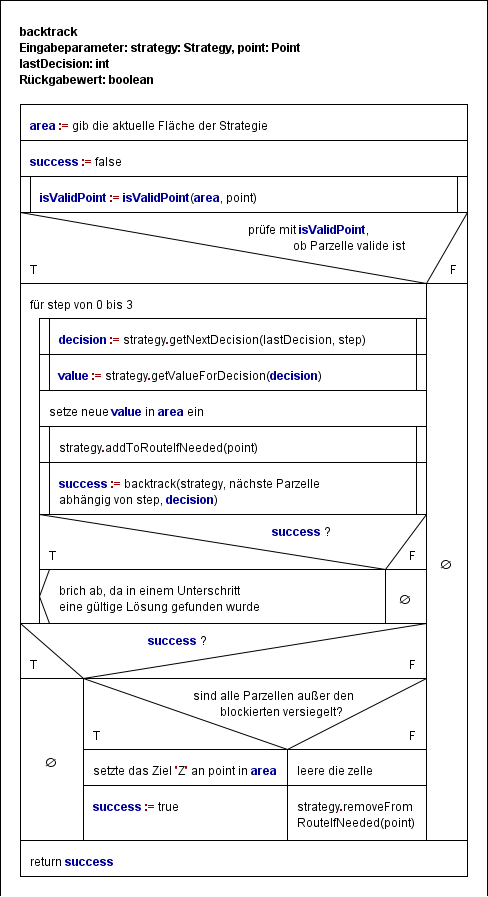 backtrack
Eingabeparameter: strategy: Strategy, point: Point
lastDecision: int
Rückgabewert: boolean
area := gib die aktuelle Fläche der Strategie
success := false
isValidPoint := isValidPoint(area, point)
prüfe mit isValidPoint,
ob Parzelle valide ist
T
F
für step von 0 bis 3
decision := strategy.getNextDecision(lastDecision, step)
value := strategy.getValueForDecision(decision)
setze neue value in area ein
strategy.addToRouteIfNeeded(point)
success := backtrack(strategy, nächste Parzelle
abhängig von step, decision)
success ?
T
F
∅
brich ab, da in einem Unterschritt
eine gültige Lösung gefunden wurde
∅
success ?
T
F
sind alle Parzellen außer den
blockierten versiegelt?
T
F
∅
setzte das Ziel 'Z' an point in area
leere die zelle
success := true
strategy.removeFrom
RouteIfNeeded(point)
return success